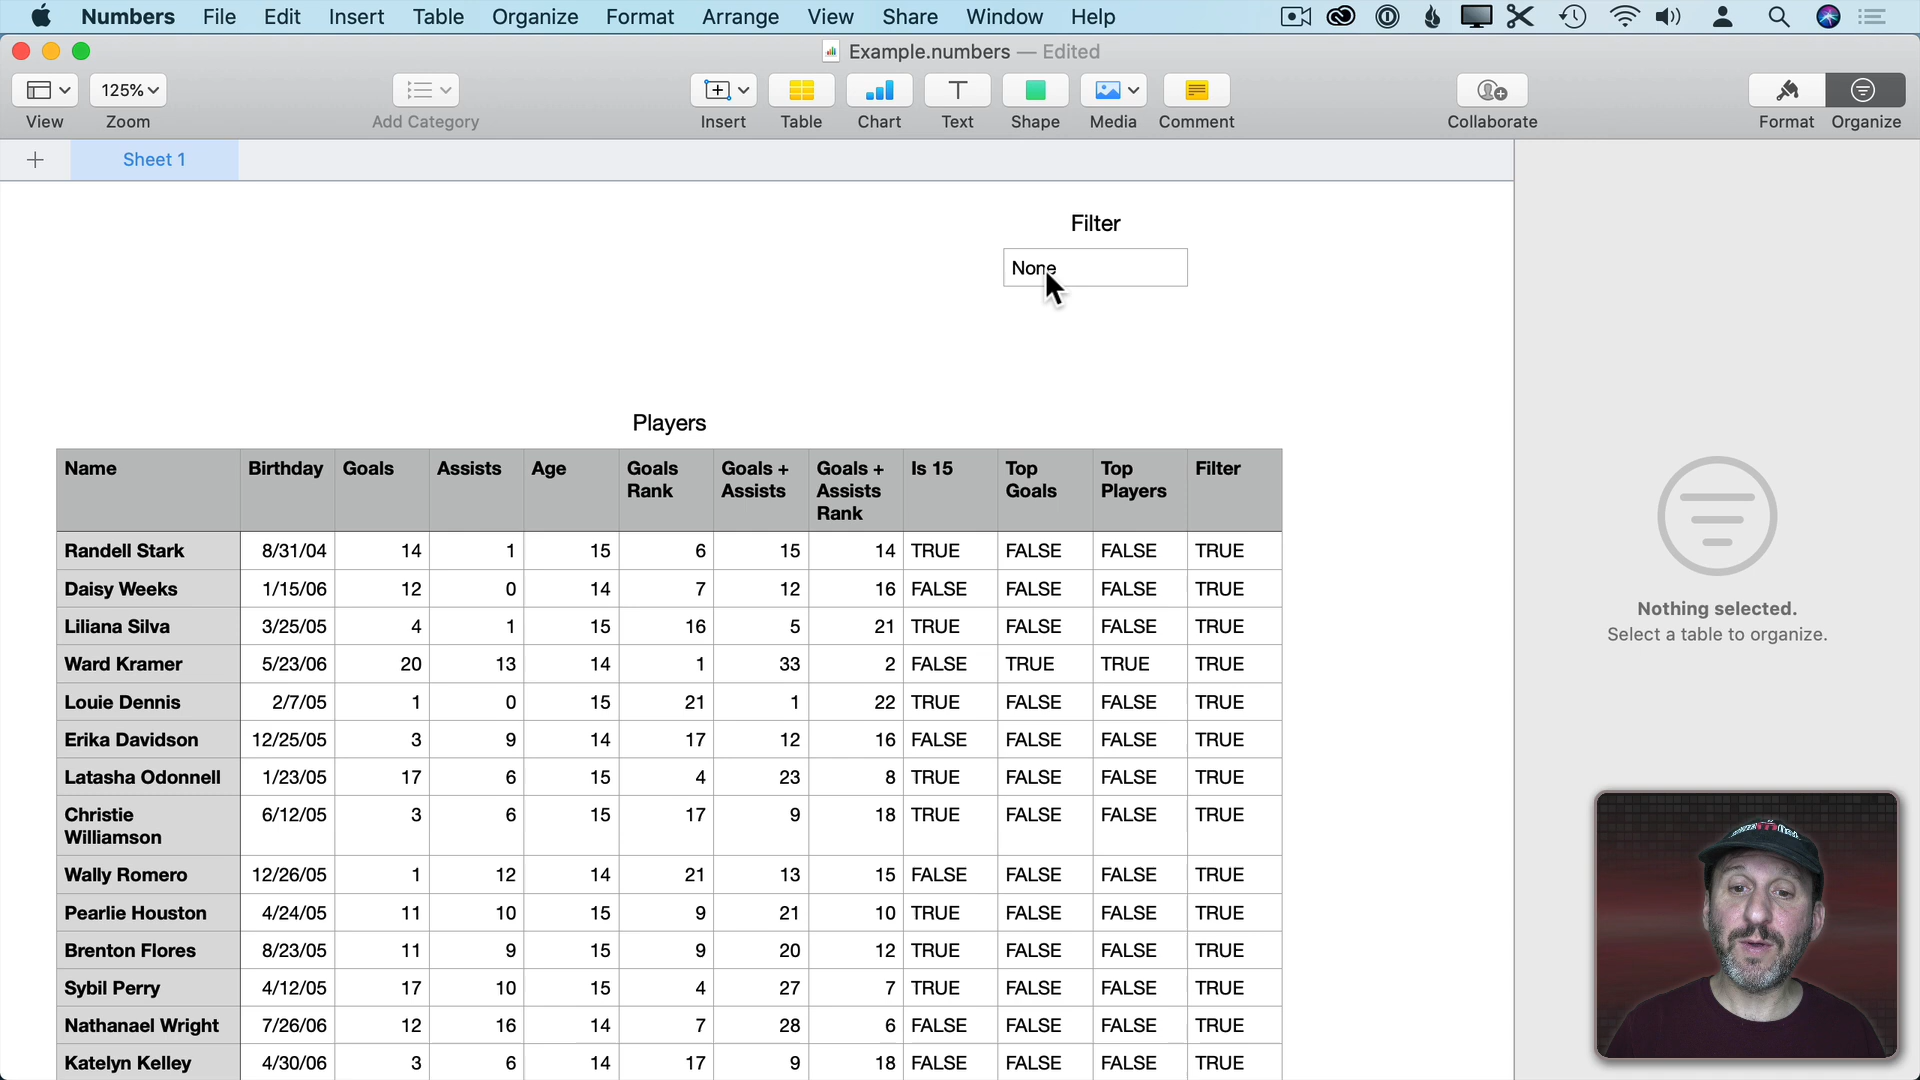 Numbers File Edit Insert Table Organize Format Arrange View Share Window Help
Example.numbers — Edited
125%
View Zoom Add Category Insert Table Chart Text Shape Media Comment Collaborate Format Organize
Sheet 1
Filter
None
Players
Name Birthday Goals Assists Age Goals Rank Goals + Assists Goals + Assists Rank Is 15 Top Goals Top Players Filter
Randell Stark 8/31/04 14 1 15 6 15 14 TRUE FALSE FALSE TRUE
Daisy Weeks 1/15/06 12 0 14 7 12 16 FALSE FALSE FALSE TRUE
Liliana Silva 3/25/05 4 1 15 16 5 21 TRUE FALSE FALSE TRUE
Ward Kramer 5/23/06 20 13 14 1 33 2 FALSE TRUE TRUE TRUE
Louie Dennis 2/7/05 1 0 15 21 1 22 TRUE FALSE FALSE TRUE
Erika Davidson 12/25/05 3 9 14 17 12 16 FALSE FALSE FALSE TRUE
Latasha Odonnell 1/23/05 17 6 15 4 23 8 TRUE FALSE FALSE TRUE
Christie Williamson 6/12/05 3 6 15 17 9 18 TRUE FALSE FALSE TRUE
Wally Romero 12/26/05 1 12 14 21 13 15 FALSE FALSE FALSE TRUE
Pearlie Houston 4/24/05 11 10 15 9 21 10 TRUE FALSE FALSE TRUE
Brenton Flores 8/23/05 11 9 15 9 20 12 TRUE FALSE FALSE TRUE
Sybil Perry 4/12/05 17 10 15 4 27 7 TRUE FALSE FALSE TRUE
Nathanael Wright 7/26/06 12 16 14 7 28 6 FALSE FALSE FALSE TRUE
Katelyn Kelley 4/30/06 3 6 14 17 9 18 FALSE FALSE FALSE TRUE
Nothing selected.
Select a table to organize.